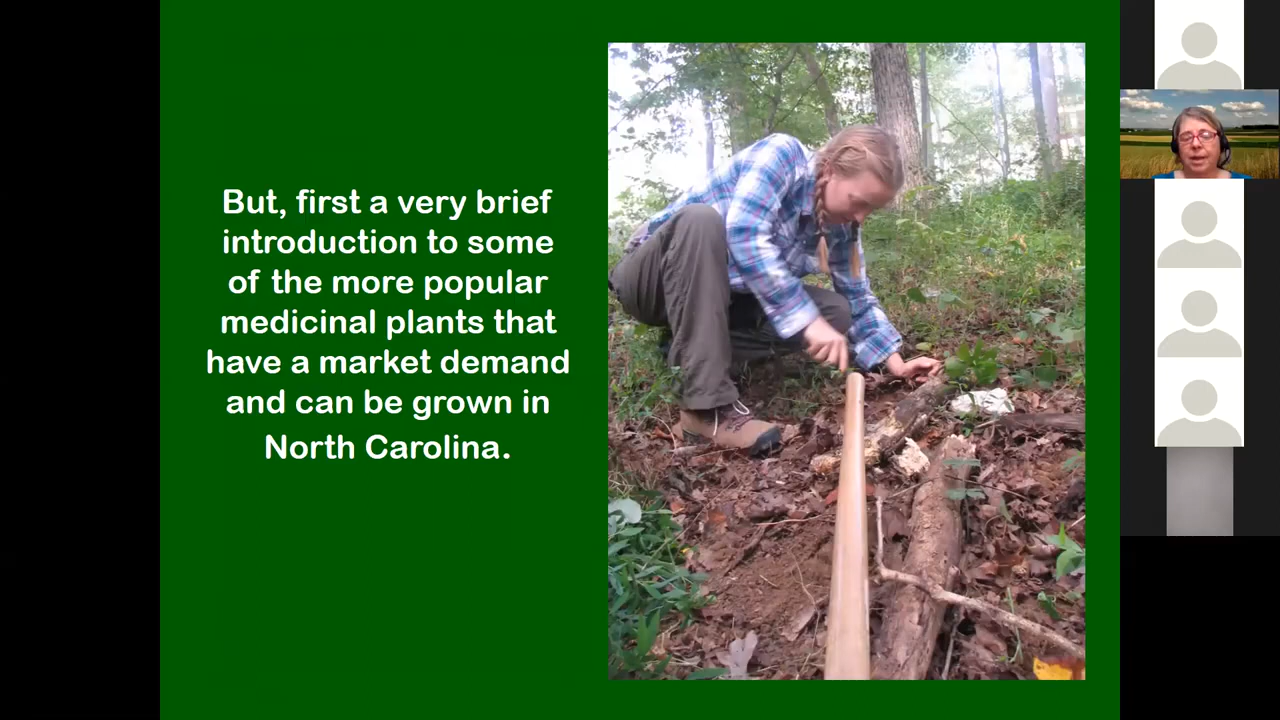 But, first a very brief
introduction to some
of the more popular
medicinal plants that
have a market demand
and can be grown in
North Carolina.